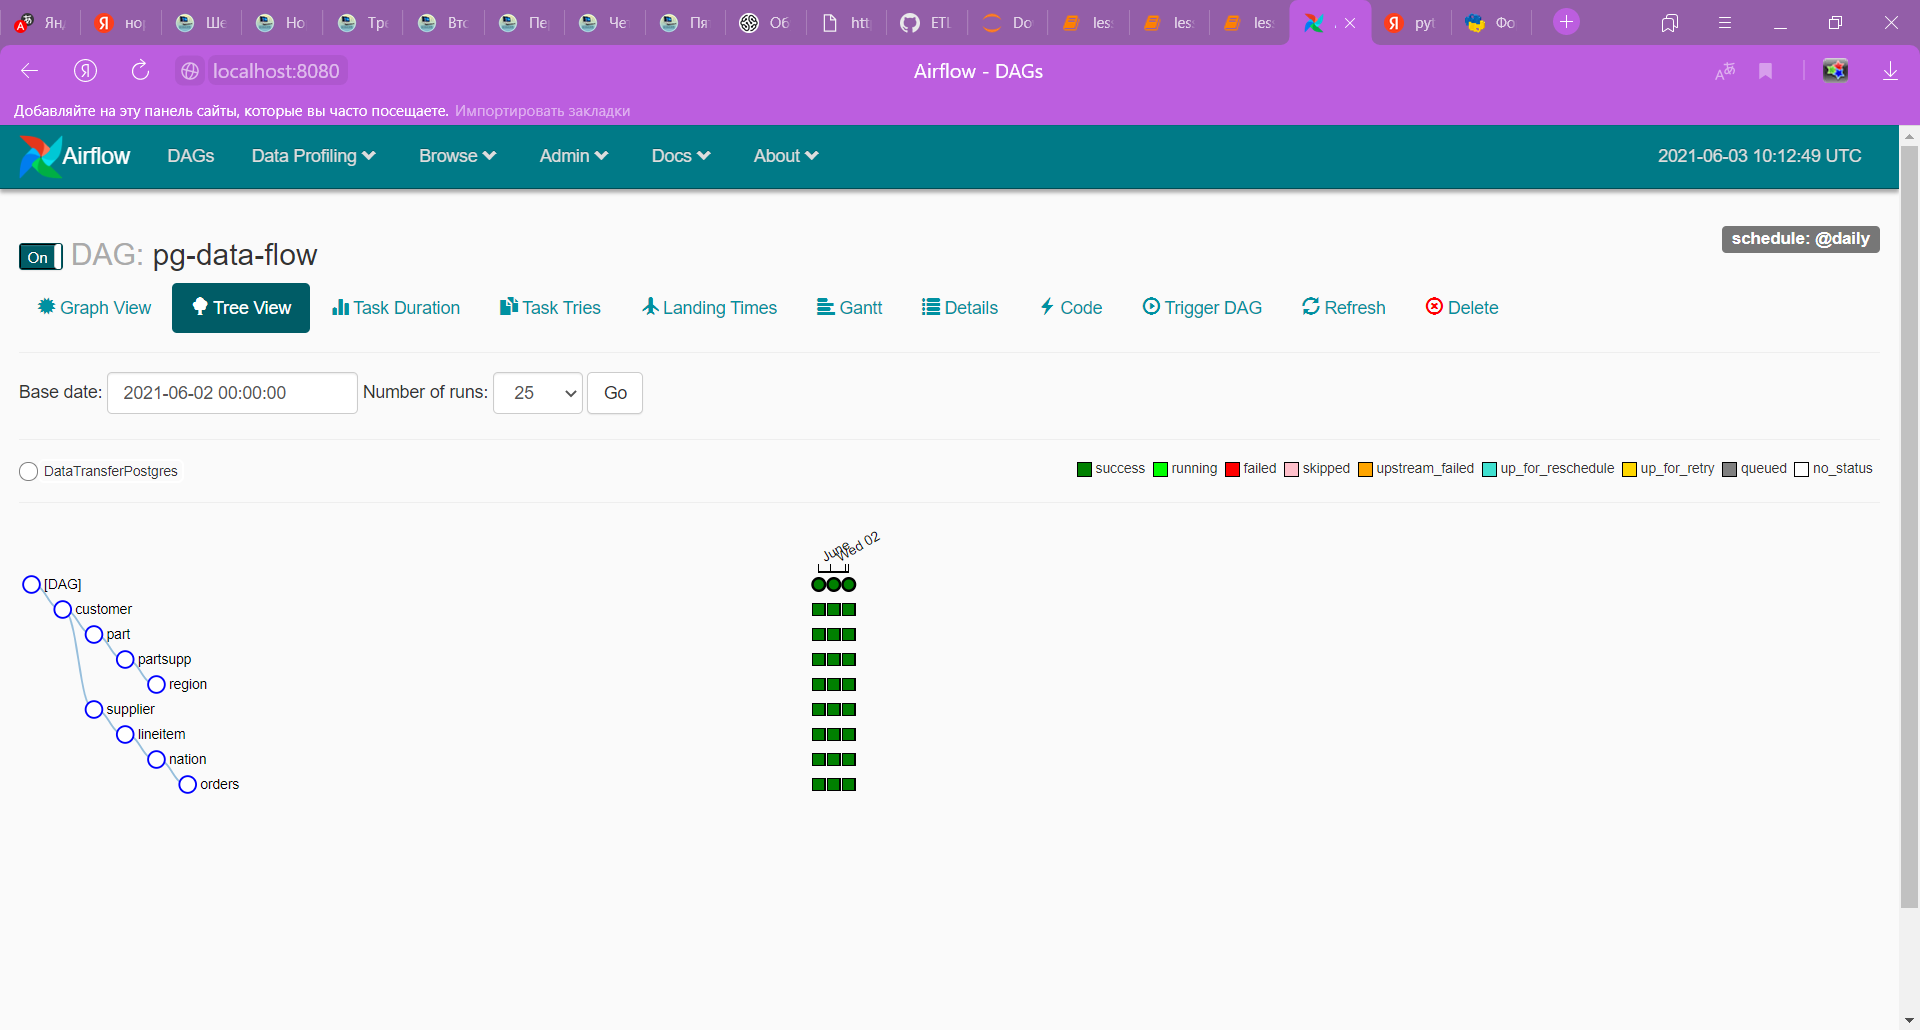 Ян но Ше Но Тре Вто Пе Че Пя Об htt ETL Do les les les pyt Фо
localhost:8080 Airflow - DAGs
Добавляйте на эту панель сайты, которые вы часто посещаете. Импортировать закладки
Airflow DAGs Data Profiling Browse Admin Docs About 2021-06-03 10:12:49 UTC
schedule: @daily
On DAG: pg-data-flow
Graph View Tree View Task Duration Task Tries Landing Times Gantt Details Code Trigger DAG Refresh Delete
Base date: 2021-06-02 00:00:00 Number of runs: 25 Go
DataTransferPostgres success running failed skipped upstream_failed up_for_reschedule up_for_retry queued no_status
June Wed 02
[DAG]
customer
part
partsupp
region
supplier
lineitem
nation
orders